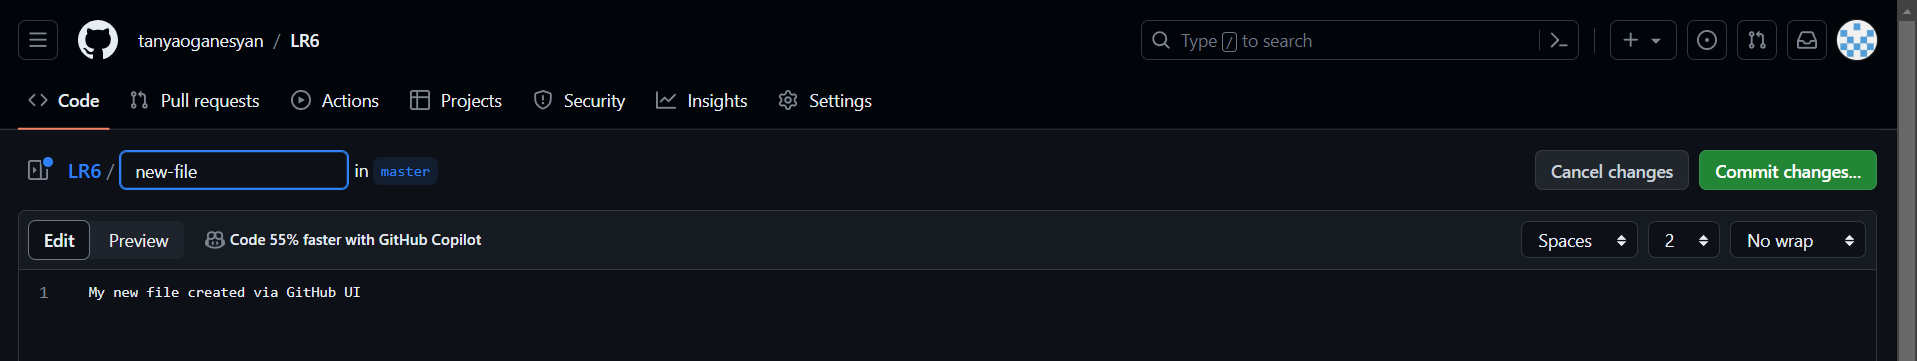 tanyaoganesyan / LR6
Type / to search
Code Pull requests Actions Projects Security Insights Settings
LR6 / new-file in master
Cancel changes Commit changes...
Edit Preview Code 55% faster with GitHub Copilot
Spaces 2 No wrap
1 My new file created via GitHub UI